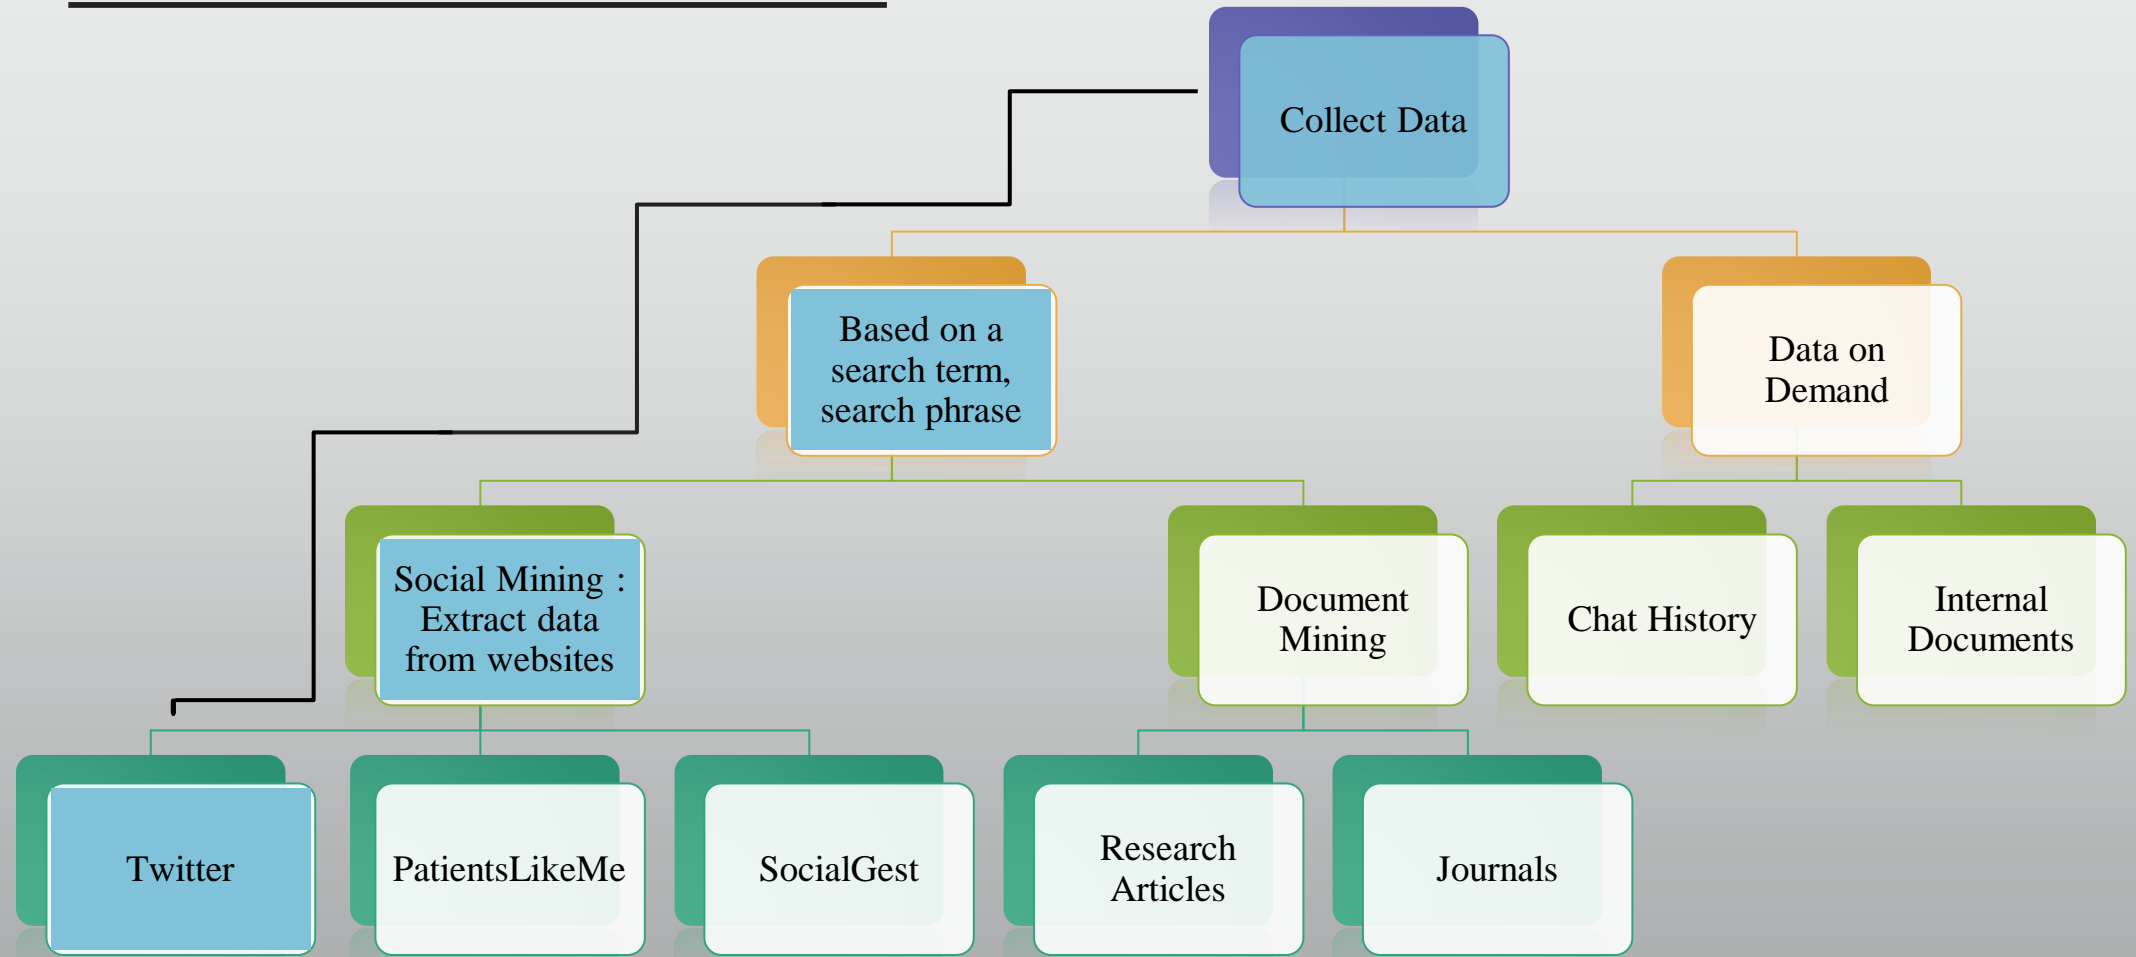 Collect Data
Based on a
search term,
search phrase
Data on
Demand
Social Mining :
Extract data
from websites
Document
Mining
Chat History
Internal
Documents
Twitter
PatientsLikeMe
SocialGest
Research
Articles
Journals